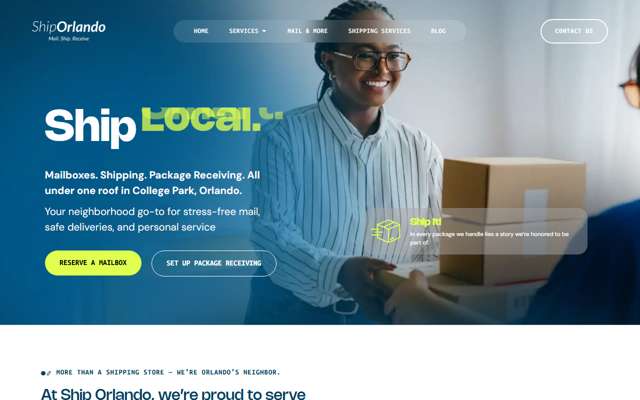 ShipOrlando
Mail. Ship. Receive
HOME
SERVICES
MAIL & MORE
SHIPPING SERVICES
BLOG
CONTACT US
Ship Local.
Mailboxes. Shipping. Package Receiving. All
under one roof in College Park, Orlando.
Your neighborhood go-to for stress-free mail,
safe deliveries, and personal service
RESERVE A MAILBOX
SET UP PACKAGE RECEIVING
Ship It!
In every package we handle lies a story we're honored to be
part of.
MORE THAN A SHIPPING STORE – WE'RE ORLANDO'S NEIGHBOR.
At Ship Orlando, we're proud to serve